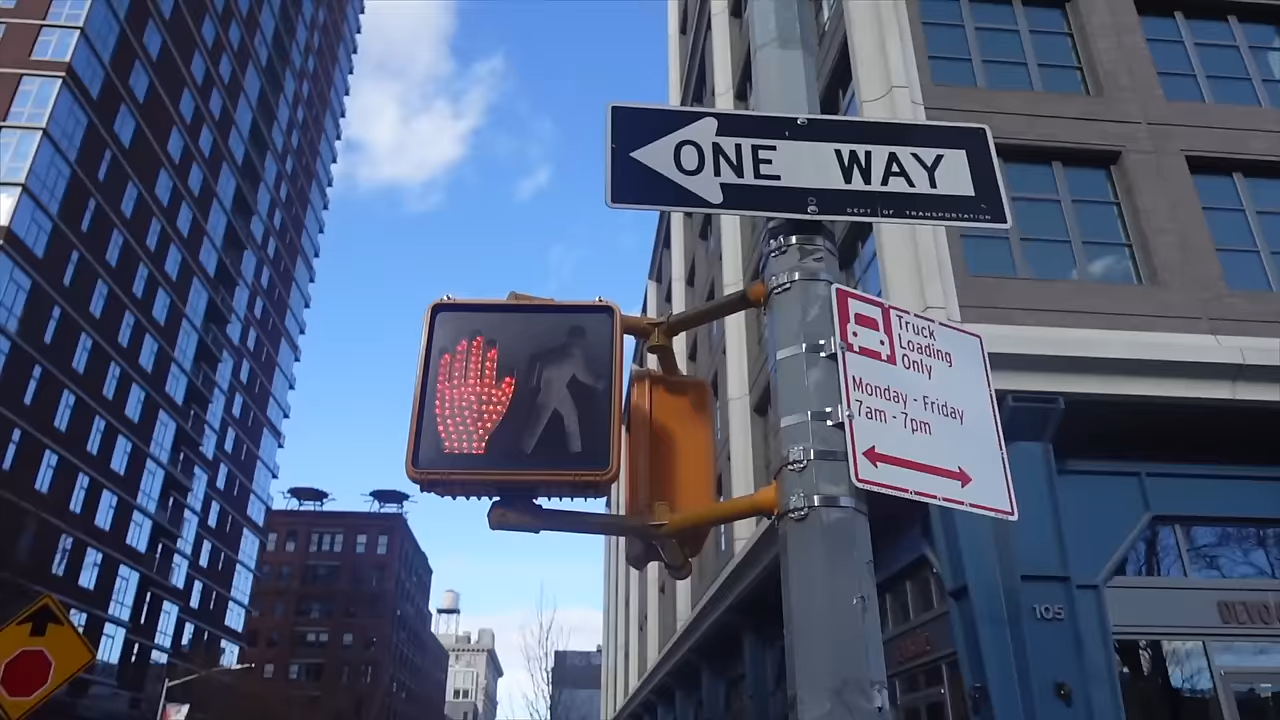 ONE WAY
DEPT OF TRANSPORTATION
Truck
Loading
Only
Monday - Friday
7am - 7pm
105